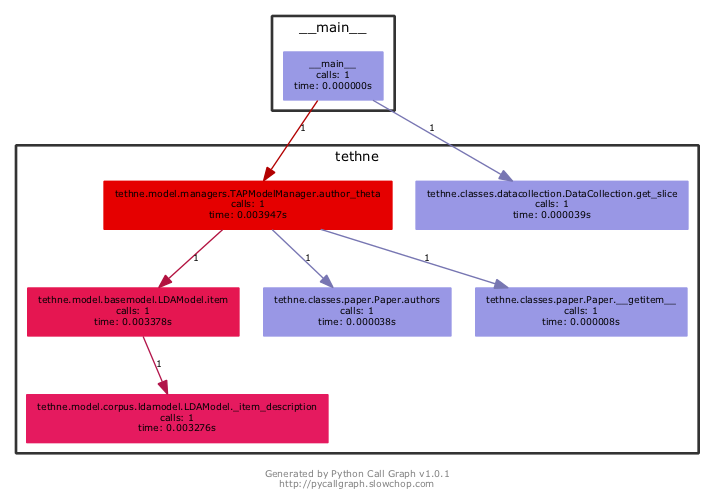 __main__
__main__
calls: 1
time: 0.000000s
1
1
tethne
tethne.model.managers.TAPModelManager.author_theta
calls: 1
time: 0.003947s
tethne.classes.datacollection.DataCollection.get_slice
calls: 1
time: 0.000039s
1
1
1
tethne.model.basemodel.LDAModel.item
calls: 1
time: 0.003378s
tethne.classes.paper.Paper.authors
calls: 1
time: 0.000038s
tethne.classes.paper.Paper.__getitem__
calls: 1
time: 0.000008s
1
tethne.model.corpus.ldamodel.LDAModel._item_description
calls: 1
time: 0.003276s
Generated by Python Call Graph v1.0.1
http://pycallgraph.slowchop.com